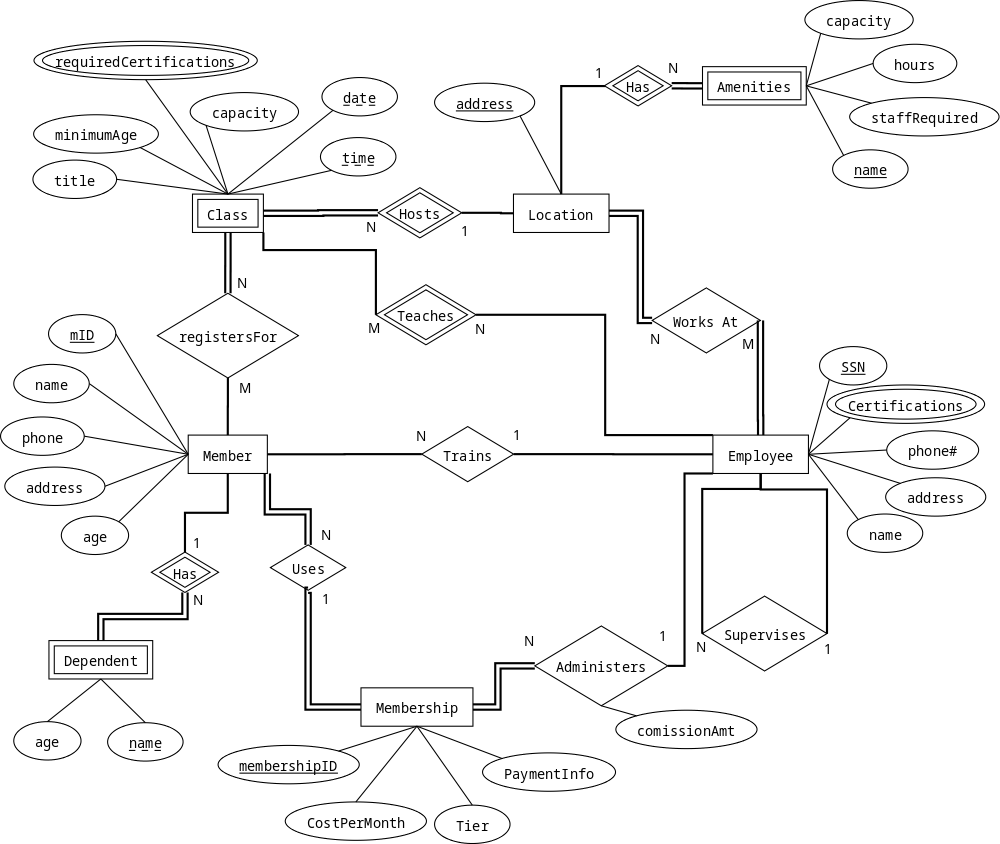 capacity
requiredCertifications
hours
1
N
Has
Amenities
date
address
capacity
staffRequired
minimumAge
time
name
title
Class
Hosts
Location
N
1
N
Teaches
M
N
Works At
mID
registersFor
N
M
SSN
name
M
Certifications
phone
N
1
phone#
Member
Trains
Employee
address
address
age
name
N
1
Has
Uses
N
1
1
N
Supervises
N
1
Dependent
Administers
Membership
comissionAmt
age
name
membershipID
PaymentInfo
CostPerMonth
Tier